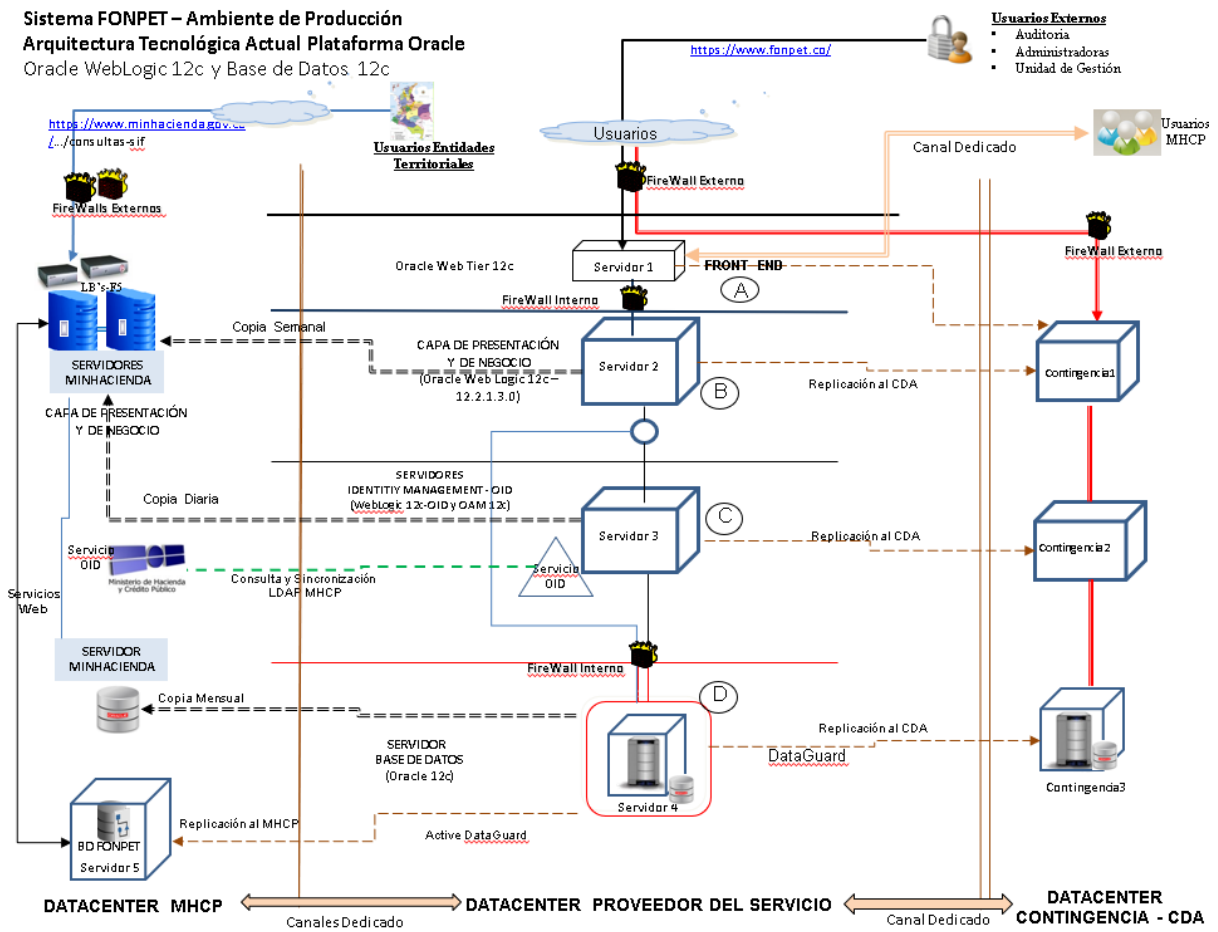 Sistema FONPET – Ambiente de Producción
Arquitectura Tecnológica Actual Plataforma Oracle
Oracle WebLogic 12c y Base de Datos 12c
https://www.fonpet.co/
Usuarios Externos
▪ Auditoria
▪ Administradoras
▪ Unidad de Gestión
https://www.minhacienda.gov.co
/.../consultas-sif
Usuarios Entidades
Territoriales
Usuarios
Canal Dedicado
Usuarios
MHCP
FireWalls Externos
FireWall Externo
FireWall Externo
LB's-F5
Oracle Web Tier 12c
Servidor 1
FRONT END
A
FireWall Interno
Copia Semanal
CAPA DE PRESENTACIÓN
Y DE NEGOCIO
(Oracle Web Logic 12c –
12.2.1.3.0)
Servidor 2
B
Replicación al CDA
Contingencia1
SERVIDORES
MINHACIENDA
CAPA DE PRESENTACIÓN
Y DE NEGOCIO
SERVIDORES
IDENTITIY MANAGEMENT - OID
(WebLogic 12c-OID y OAM 12c)
Copia Diaria
Servidor 3
C
Replicación al CDA
Contingencia2
Servicio
OID
Ministerio de Hacienda
y Crédito Público
Consulta y Sincronización
LDAP MHCP
Servicio
OID
Servicios
Web
SERVIDOR
MINHACIENDA
FireWall Interno
Copia Mensual
D
SERVIDOR
BASE DE DATOS
(Oracle 12c)
Servidor 4
Replicación al CDA
DataGuard
Contingencia3
Replicación al MHCP
Active DataGuard
BD FONPET
Servidor 5
DATACENTER MHCP
Canales Dedicado
DATACENTER PROVEEDOR DEL SERVICIO
Canal Dedicado
DATACENTER
CONTINGENCIA - CDA